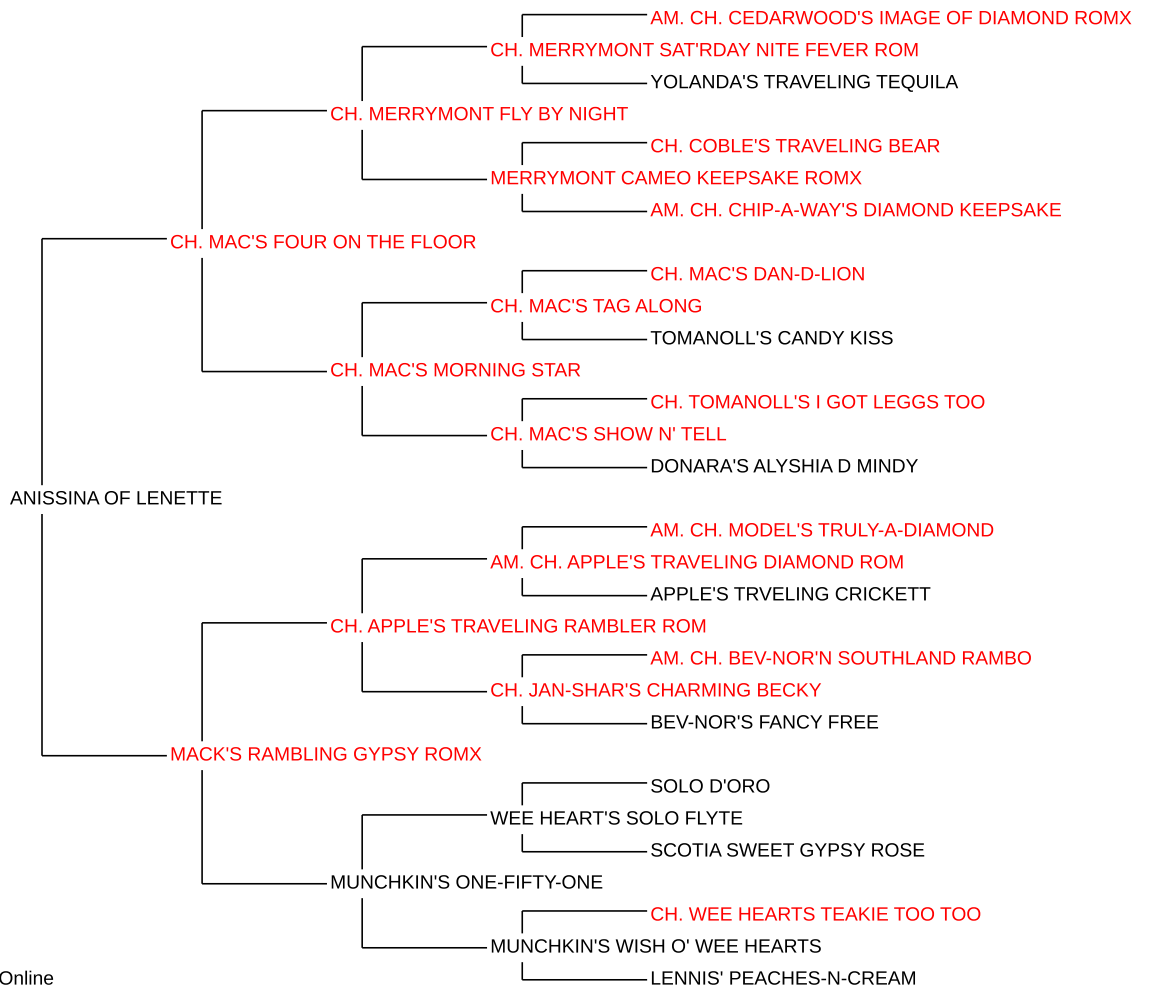 AM. CH. CEDARWOOD'S IMAGE OF DIAMOND ROMX
CH. MERRYMONT SAT'RDAY NITE FEVER ROM
YOLANDA'S TRAVELING TEQUILA
CH. MERRYMONT FLY BY NIGHT
CH. COBLE'S TRAVELING BEAR
MERRYMONT CAMEO KEEPSAKE ROMX
AM. CH. CHIP-A-WAY'S DIAMOND KEEPSAKE
CH. MAC'S FOUR ON THE FLOOR
CH. MAC'S DAN-D-LION
CH. MAC'S TAG ALONG
TOMANOLL'S CANDY KISS
CH. MAC'S MORNING STAR
CH. TOMANOLL'S I GOT LEGGS TOO
CH. MAC'S SHOW N' TELL
DONARA'S ALYSHIA D MINDY
ANISSINA OF LENETTE
AM. CH. MODEL'S TRULY-A-DIAMOND
AM. CH. APPLE'S TRAVELING DIAMOND ROM
APPLE'S TRVELING CRICKETT
CH. APPLE'S TRAVELING RAMBLER ROM
AM. CH. BEV-NOR'N SOUTHLAND RAMBO
CH. JAN-SHAR'S CHARMING BECKY
BEV-NOR'S FANCY FREE
MACK'S RAMBLING GYPSY ROMX
SOLO D'ORO
WEE HEART'S SOLO FLYTE
SCOTIA SWEET GYPSY ROSE
MUNCHKIN'S ONE-FIFTY-ONE
CH. WEE HEARTS TEAKIE TOO TOO
MUNCHKIN'S WISH O' WEE HEARTS
LENNIS' PEACHES-N-CREAM
Online